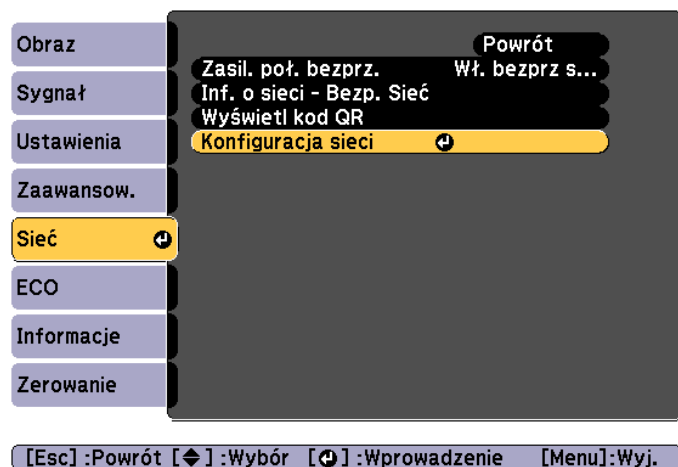 Obraz
Sygnał
Ustawienia
Zaawansow.
Sieć
ECO
Informacje
Zerowanie
Powrót
Zasil. poł. bezprz. Wł. bezprz s...
Inf. o sieci - Bezp. Sieć
Wyświetl kod QR
Konfiguracja sieci
[Esc] :Powrót [] :Wybór [] :Wprowadzenie [Menu]:Wyj.